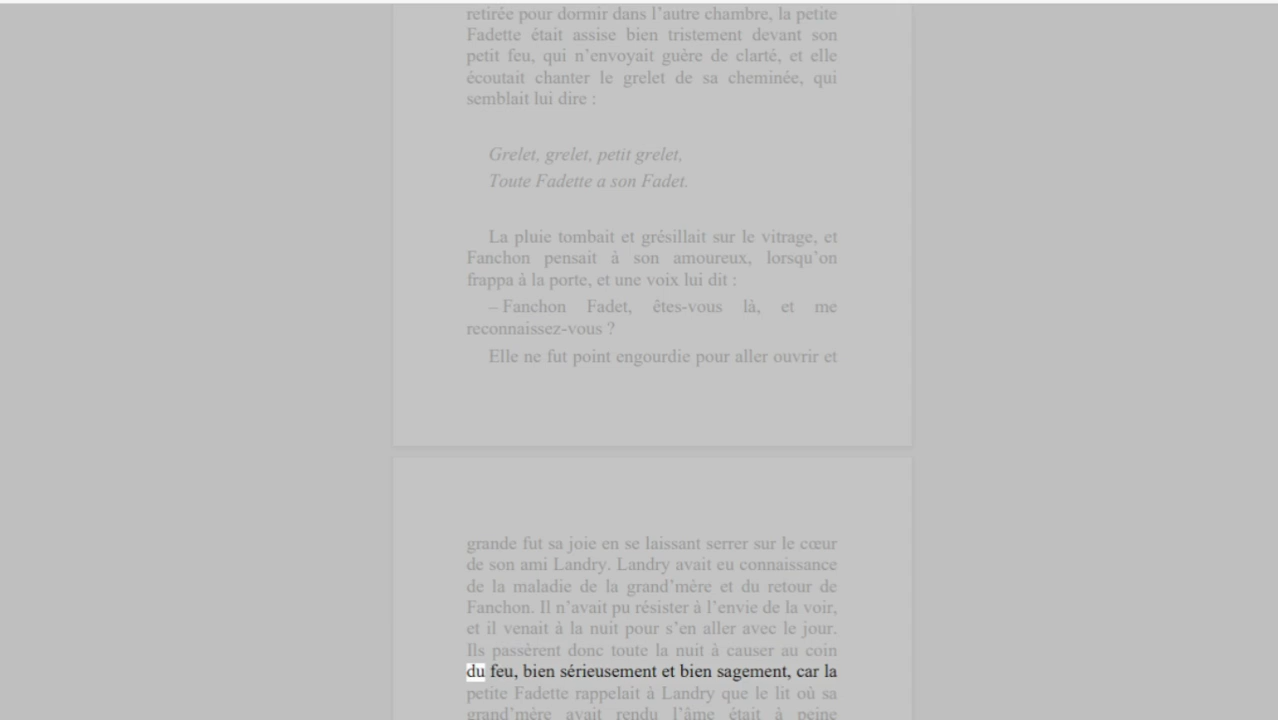 retirée pour dormir dans l’autre chambre, la petite
Fadette était assise bien tristement devant son
petit feu, qui n’envoyait guère de clarté, et elle
écoutait chanter le grelet de sa cheminée, qui
semblait lui dire :
Grelet, grelet, petit grelet,
Toute Fadette a son Fadet.
La pluie tombait et grésillait sur le vitrage, et
Fanchon pensait à son amoureux, lorsqu’on
frappa à la porte, et une voix lui dit :
– Fanchon Fadet, êtes-vous là, et me
reconnaissez-vous ?
Elle ne fut point engourdie pour aller ouvrir et
grande fut sa joie en se laissant serrer sur le cœur
de son ami Landry. Landry avait eu connaissance
de la maladie de la grand’mère et du retour de
Fanchon. Il n’avait pu résister à l’envie de la voir,
et il venait à la nuit pour s’en aller avec le jour.
Ils passèrent donc toute la nuit à causer au coin
du feu, bien sérieusement et bien sagement, car la
petite Fadette rappelait à Landry que le lit où sa
grand’mère avait rendu l’âme était à peine